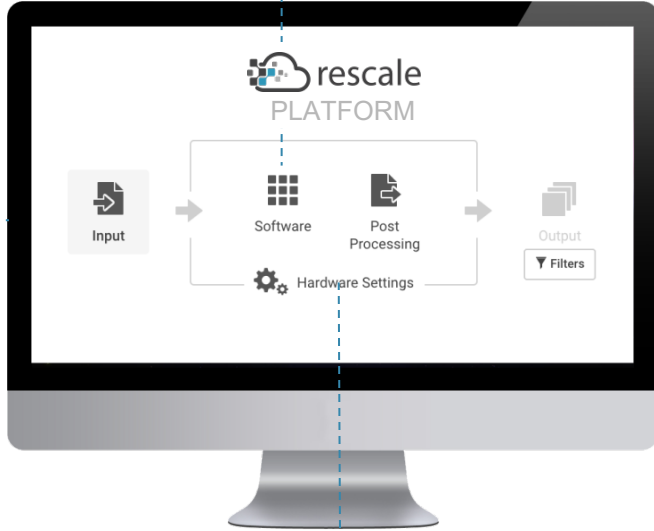 rescale
PLATFORM
Input
Software
Post
Processing
Output
Filters
Hardware Settings